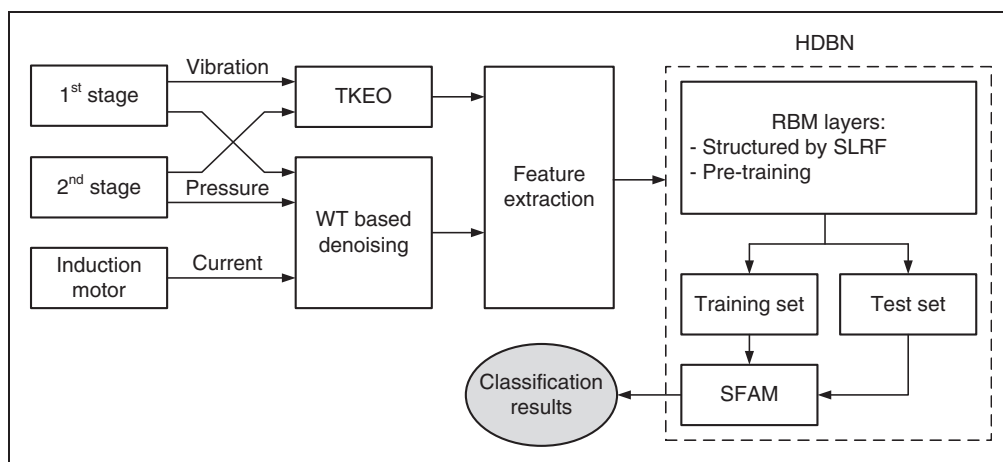 HDBN
Vibration
1st stage
TKEO
RBM layers:
- Structured by SLRF
- Pre-training
2nd stage
Pressure
WT based
denoising
Feature
extraction
Induction
motor
Current
Training set
Test set
Classification
results
SFAM